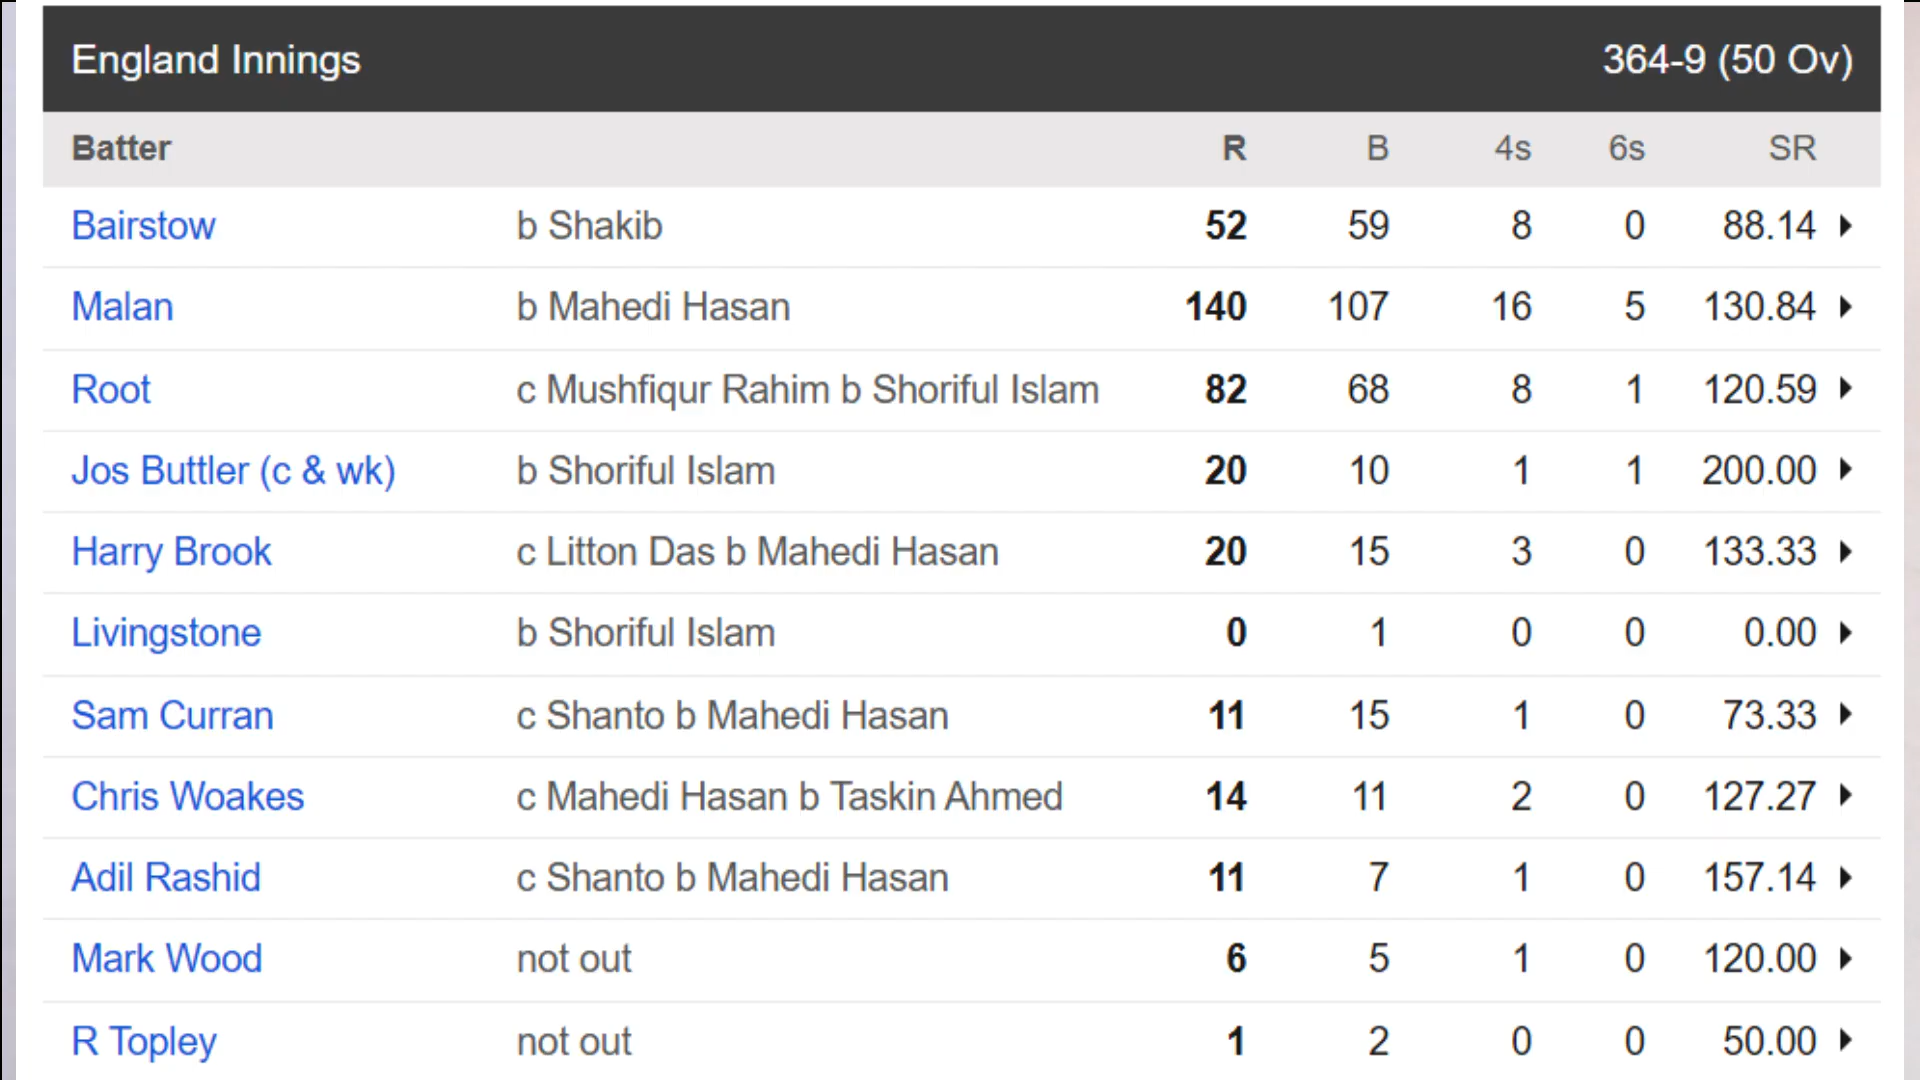 England Innings 364-9 (50 Ov)
Batter R B 4s 6s SR
Bairstow b Shakib 52 59 8 0 88.14
Malan b Mahedi Hasan 140 107 16 5 130.84
Root c Mushfiqur Rahim b Shoriful Islam 82 68 8 1 120.59
Jos Buttler (c & wk) b Shoriful Islam 20 10 1 1 200.00
Harry Brook c Litton Das b Mahedi Hasan 20 15 3 0 133.33
Livingstone b Shoriful Islam 0 1 0 0 0.00
Sam Curran c Shanto b Mahedi Hasan 11 15 1 0 73.33
Chris Woakes c Mahedi Hasan b Taskin Ahmed 14 11 2 0 127.27
Adil Rashid c Shanto b Mahedi Hasan 11 7 1 0 157.14
Mark Wood not out 6 5 1 0 120.00
R Topley not out 1 2 0 0 50.00